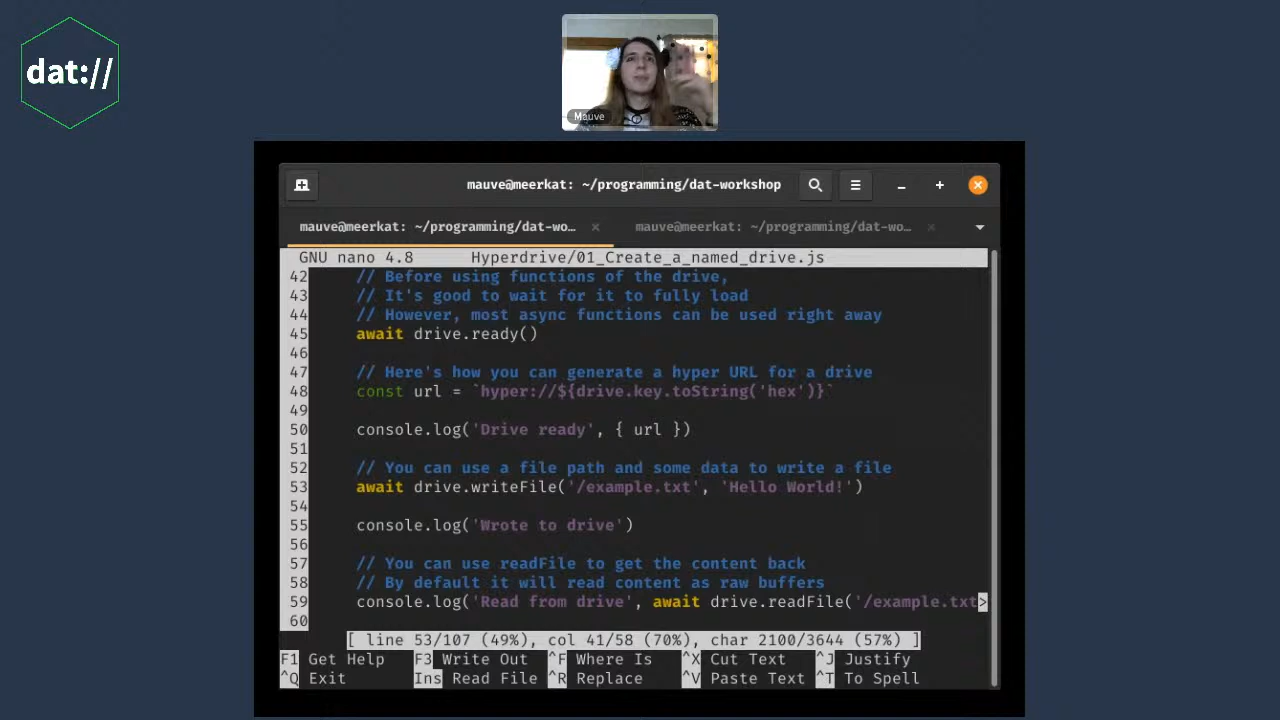 dat://
Mauve
mauve@meerkat: ~/programming/dat-workshop
mauve@meerkat: ~/programming/dat-wo… × mauve@meerkat: ~/programming/dat-wo… ×
GNU nano 4.8 Hyperdrive/01_Create_a_named_drive.js
42 // Before using functions of the drive,
43 // It's good to wait for it to fully load
44 // However, most async functions can be used right away
45 await drive.ready()
46
47 // Here's how you can generate a hyper URL for a drive
48 const url = `hyper://${drive.key.toString('hex')}`
49
50 console.log('Drive ready', { url })
51
52 // You can use a file path and some data to write a file
53 await drive.writeFile('/example.txt', 'Hello World!')
54
55 console.log('Wrote to drive')
56
57 // You can use readFile to get the content back
58 // By default it will read content as raw buffers
59 console.log('Read from drive', await drive.readFile('/example.txt>
60
[ line 53/107 (49%), col 41/58 (70%), char 2100/3644 (57%) ]
F1 Get Help F3 Write Out ^F Where Is ^X Cut Text ^J Justify
^Q Exit Ins Read File ^R Replace ^V Paste Text ^T To Spell